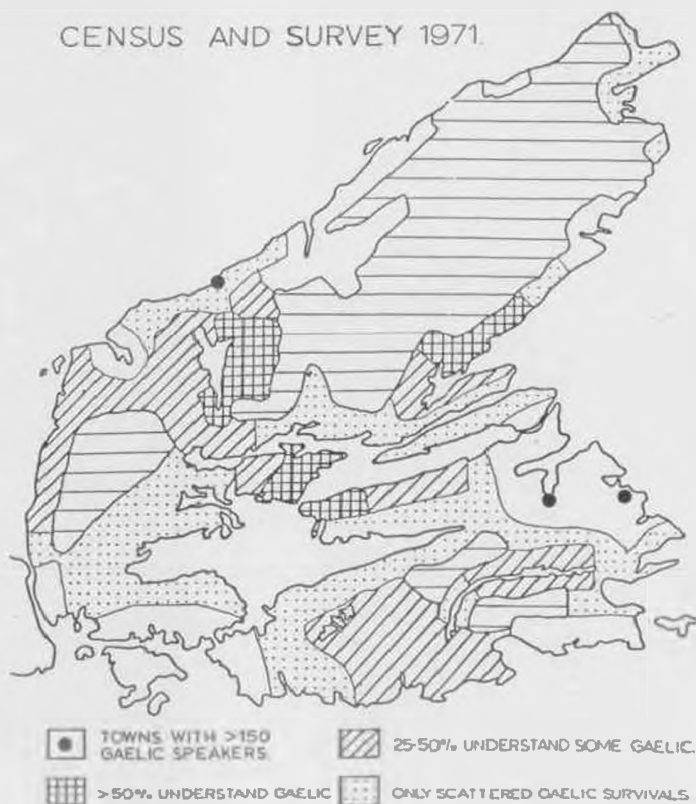 CENSUS AND SURVEY 1971.
TOWNS WITH >150
GAELIC SPEAKERS.
25-50% UNDERSTAND SOME GAELIC.
>50% UNDERSTAND GAELIC
ONLY SCATTERED GAELIC SURVIVALS